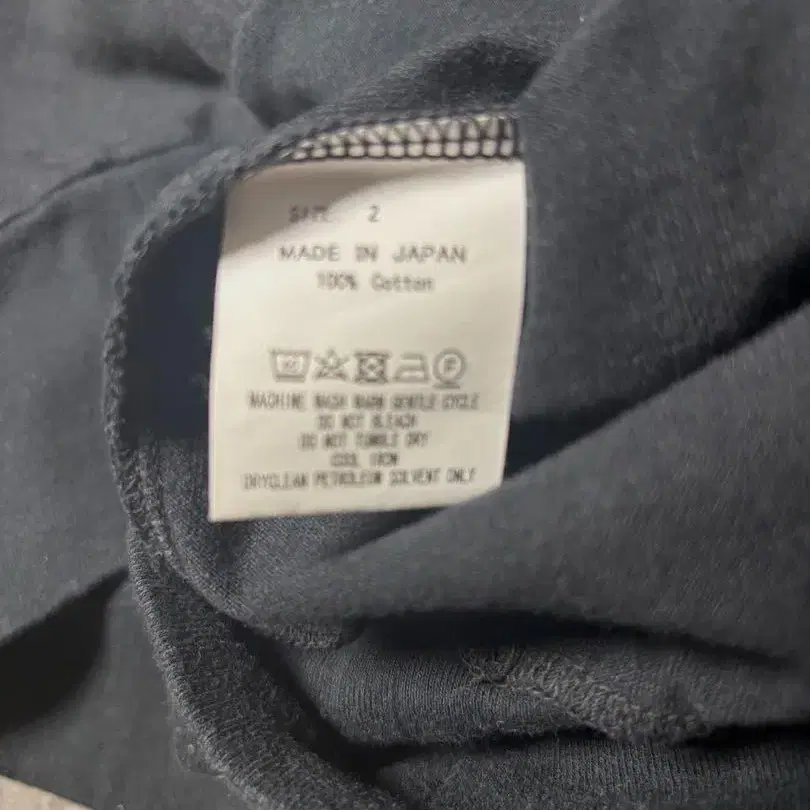 SIZE 2
MADE IN JAPAN
100% Cotton
MACHINE WASH WARM GENTLE CYCLE
DO NOT BLEACH
DO NOT TUMBLE DRY
COOL IRON
DRYCLEAN PETROLEUM SOLVENT ONLY